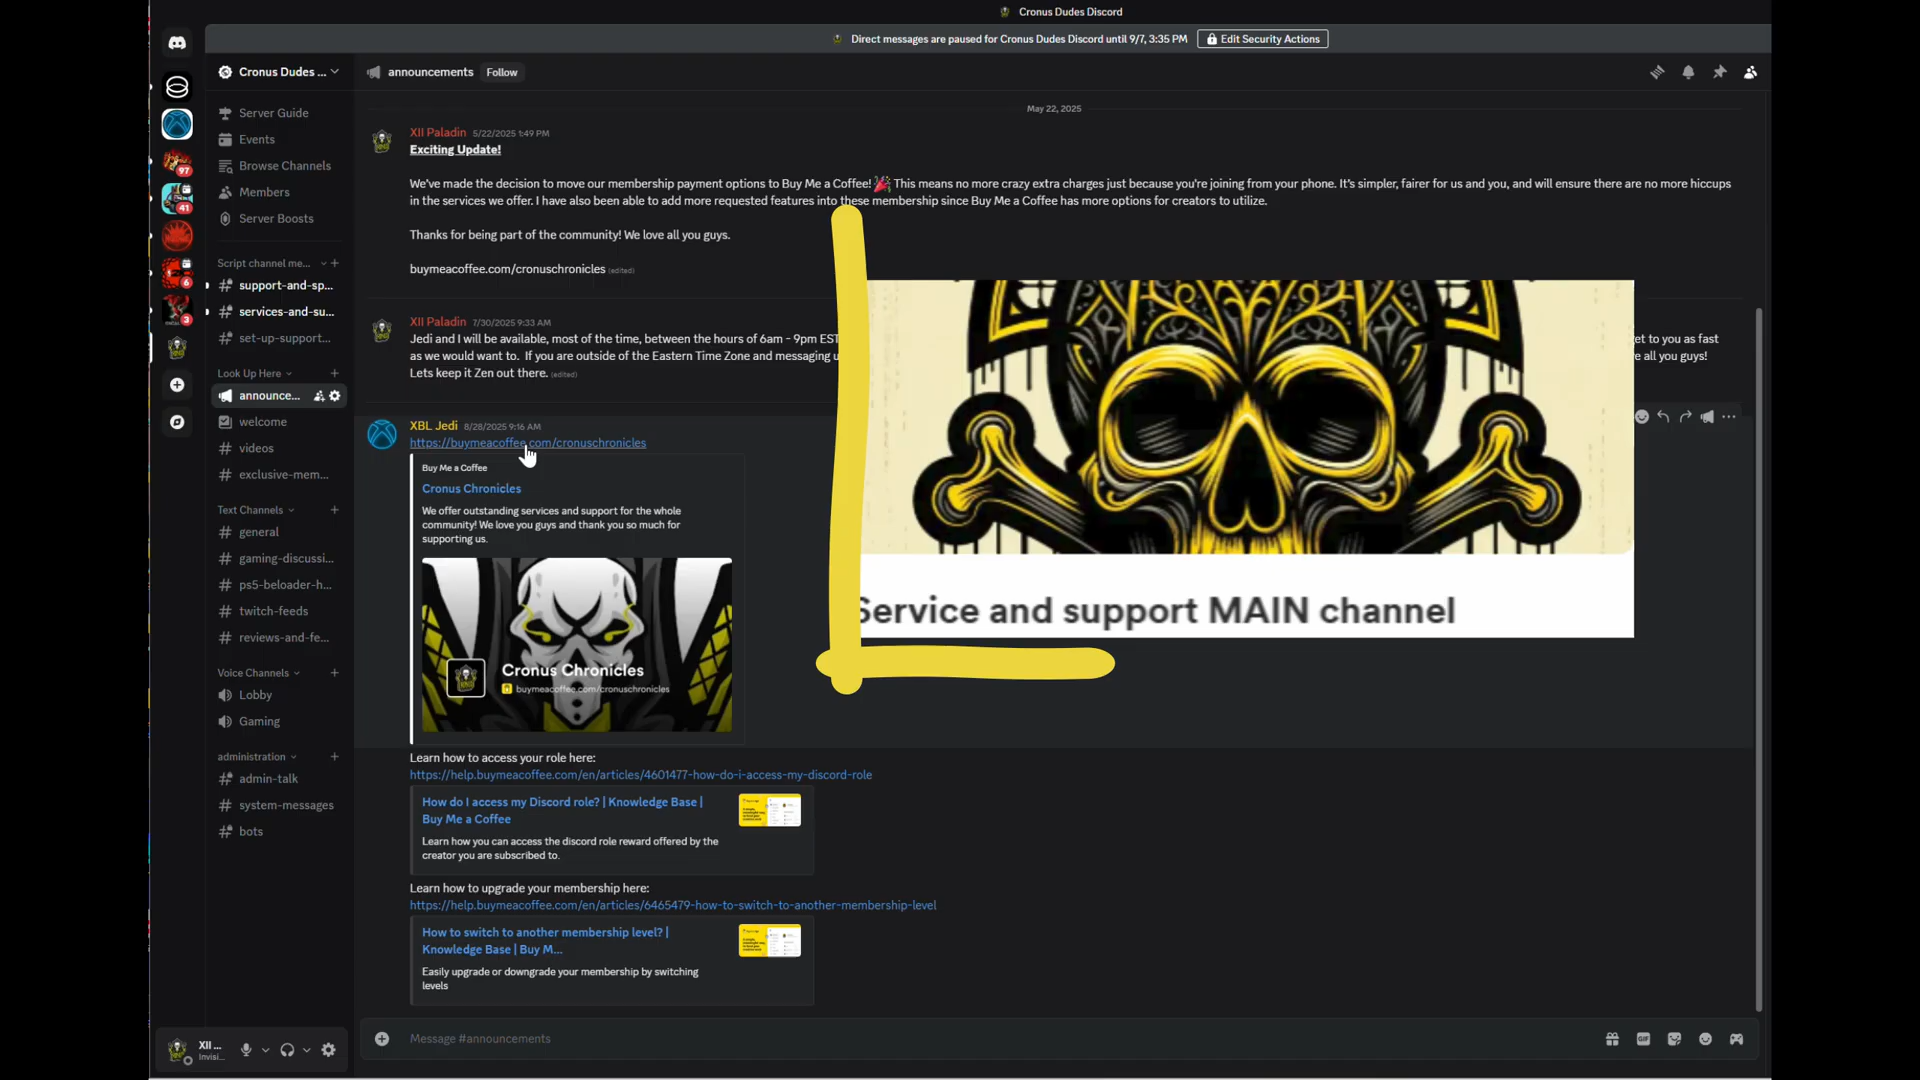 Cronus Dudes Discord
Direct messages are paused for Cronus Dudes Discord until 9/7, 3:35 PM
Edit Security Actions
97
41
6
3
Cronus Dudes ...
Server Guide
Events
Browse Channels
Members
Server Boosts
Script channel me...
support-and-sp...
services-and-su...
set-up-support...
Look Up Here
announce...
welcome
videos
exclusive-mem...
Text Channels
general
gaming-discussi...
ps5-beloader-h...
twitch-feeds
reviews-and-fe...
Voice Channels
Lobby
Gaming
administration
admin-talk
system-messages
bots
XII ...
Invisi...
announcements
Follow
May 22, 2025
XII Paladin 5/22/2025 1:49 PM
Exciting Update!
We've made the decision to move our membership payment options to Buy Me a Coffee! 🎉 This means no more crazy extra charges just because you're joining from your phone. It's simpler, fairer for us and you, and will ensure there are no more hiccups
in the services we offer. I have also been able to add more requested features into these membership since Buy Me a Coffee has more options for creators to utilize.
Thanks for being part of the community! We love all you guys.
buymeacoffee.com/cronuschronicles (edited)
XII Paladin 7/30/2025 9:33 AM
Jedi and I will be available, most of the time, between the hours of 6am - 9pm EST et to you as fast
as we would want to. If you are outside of the Eastern Time Zone and messaging u e all you guys!
Lets keep it Zen out there. (edited)
XBL Jedi 8/28/2025 9:16 AM
https://buymeacoffee.com/cronuschronicles
Buy Me a Coffee
Cronus Chronicles
We offer outstanding services and support for the whole
community! We love you guys and thank you so much for
supporting us.
Cronus Chronicles
buymeacoffee.com/cronuschronicles
Service and support MAIN channel
Learn how to access your role here:
https://help.buymeacoffee.com/en/articles/4601477-how-do-i-access-my-discord-role
How do I access my Discord role? | Knowledge Base |
Buy Me a Coffee
Learn how you can access the discord role reward offered by the
creator you are subscribed to.
Learn how to upgrade your membership here:
https://help.buymeacoffee.com/en/articles/6465479-how-to-switch-to-another-membership-level
How to switch to another membership level? |
Knowledge Base | Buy M...
Easily upgrade or downgrade your membership by switching
levels
Message #announcements
GIF